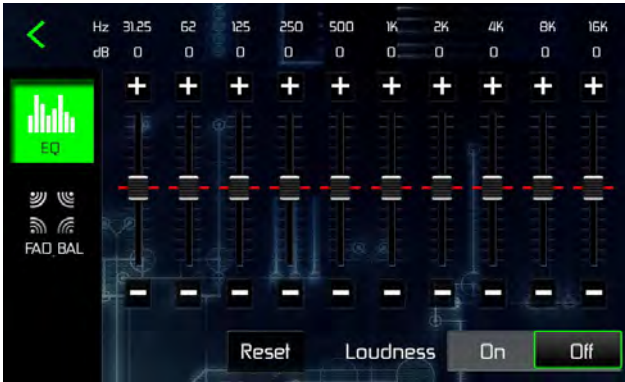 Hz 31.25 62 125 250 500 1K 2K 4K 8K 16K
dB 0 0 0 0 0 0 0 0 0 0
+ + + + + + + + + +
EQ
FAD_BAL
- - - - - - - - - -
Reset Loudness On Off